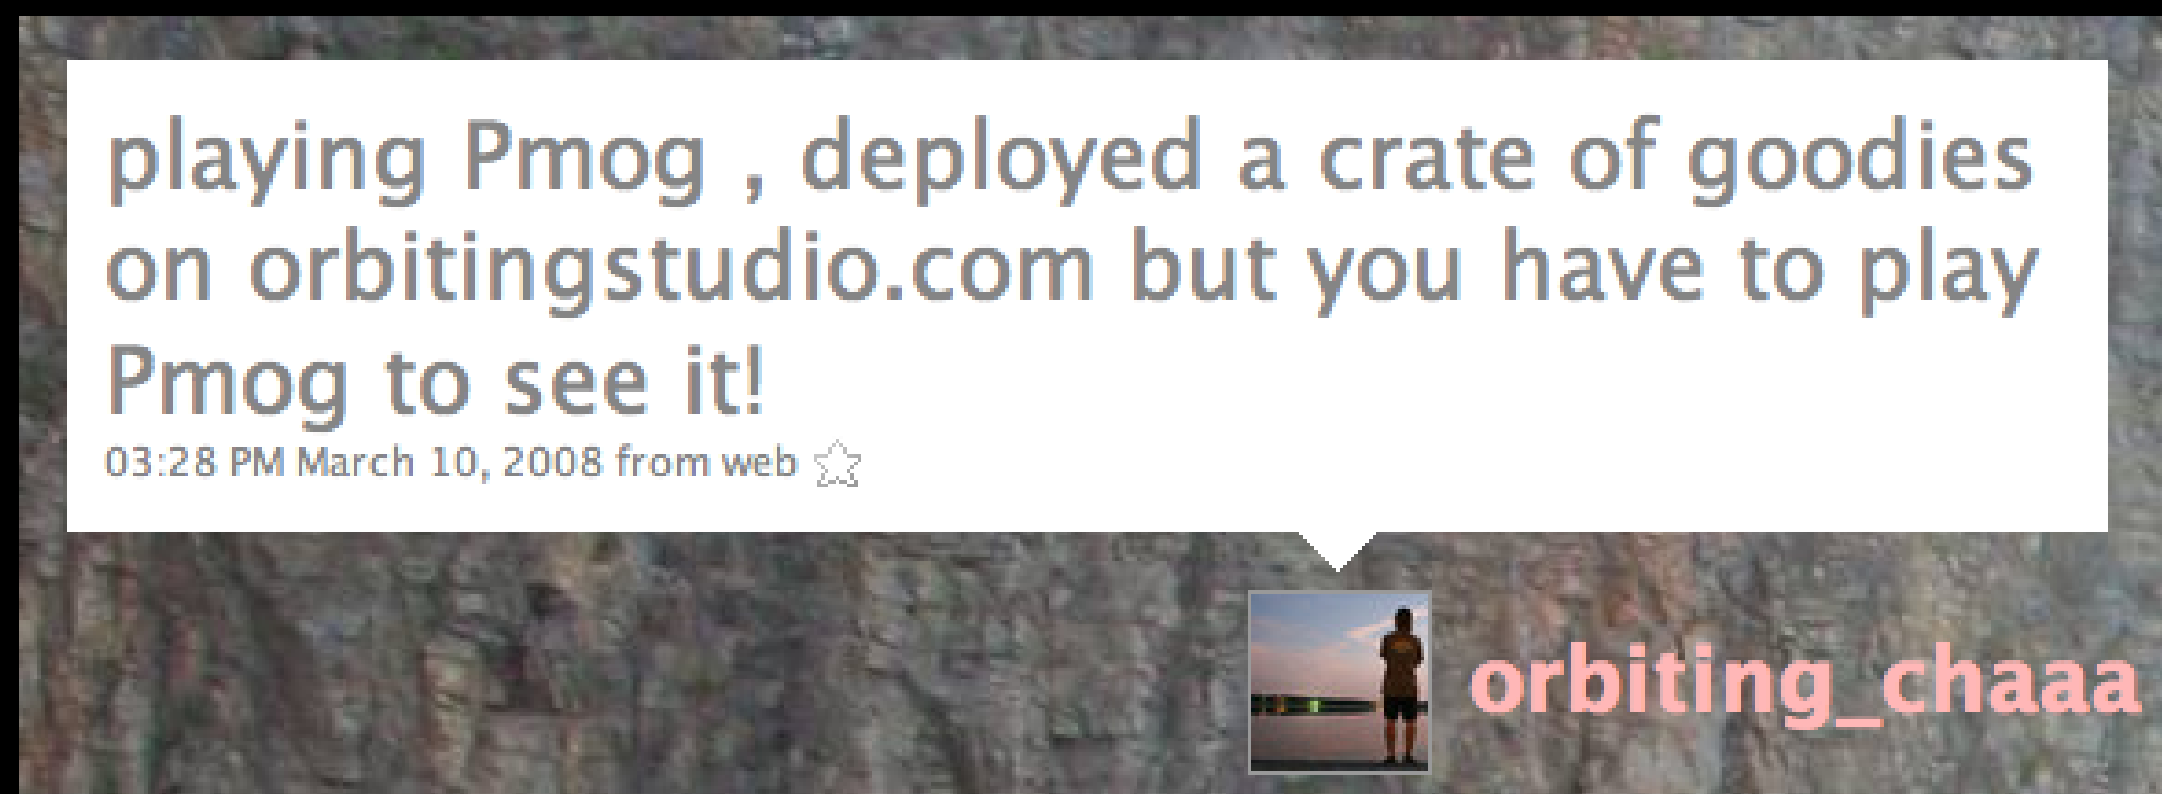 playing Pmog , deployed a crate of goodies
on orbitingstudio.com but you have to play
Pmog to see it!
03:28 PM March 10, 2008 from web
orbiting_chaaa